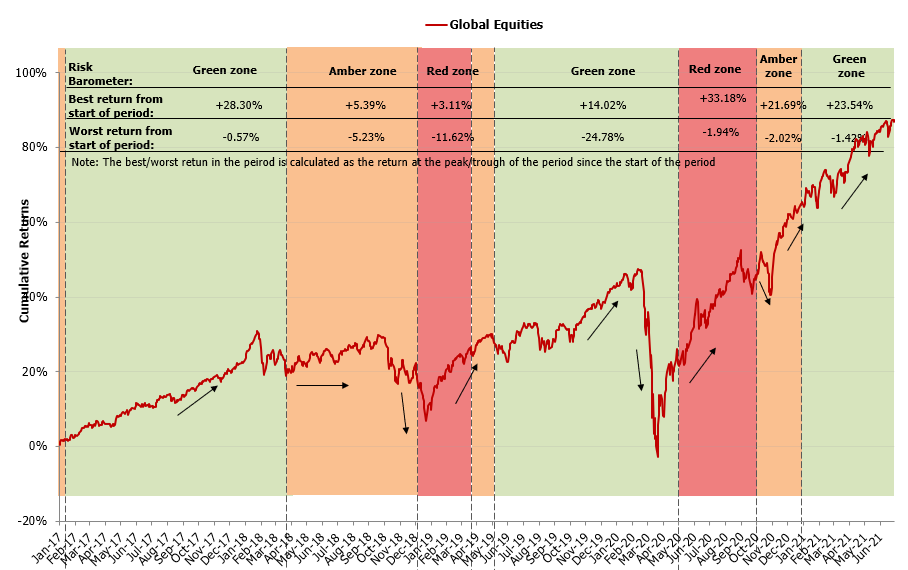 Global Equities
Risk
Barometer:
Green zone
Amber zone
Red zone
Green zone
Red zone
Amber
zone
Green
zone
Best return from
start of period:
+28.30%
+5.39%
+3.11%
+14.02%
+33.18%
+21.69%
+23.54%
Worst return from
start of period:
-0.57%
-5.23%
-11.62%
-24.78%
-1.94%
-2.02%
-1.42%
Note: The best/worst retun in the peirod is calculated as the return at the peak/trough of the period since the start of the period
Cumulative Returns
100%
80%
60%
40%
20%
0%
-20%
Jan-17
Feb-17
Mar-17
Apr-17
May-17
Jun-17
Jul-17
Aug-17
Sep-17
Oct-17
Nov-17
Dec-17
Jan-18
Feb-18
Mar-18
Apr-18
May-18
Jun-18
Jul-18
Aug-18
Sep-18
Oct-18
Nov-18
Dec-18
Jan-19
Feb-19
Mar-19
Apr-19
May-19
Jun-19
Jul-19
Aug-19
Sep-19
Oct-19
Nov-19
Dec-19
Jan-20
Feb-20
Mar-20
Apr-20
May-20
Jun-20
Jul-20
Aug-20
Sep-20
Oct-20
Nov-20
Dec-20
Jan-21
Feb-21
Mar-21
Apr-21
May-21
Jun-21